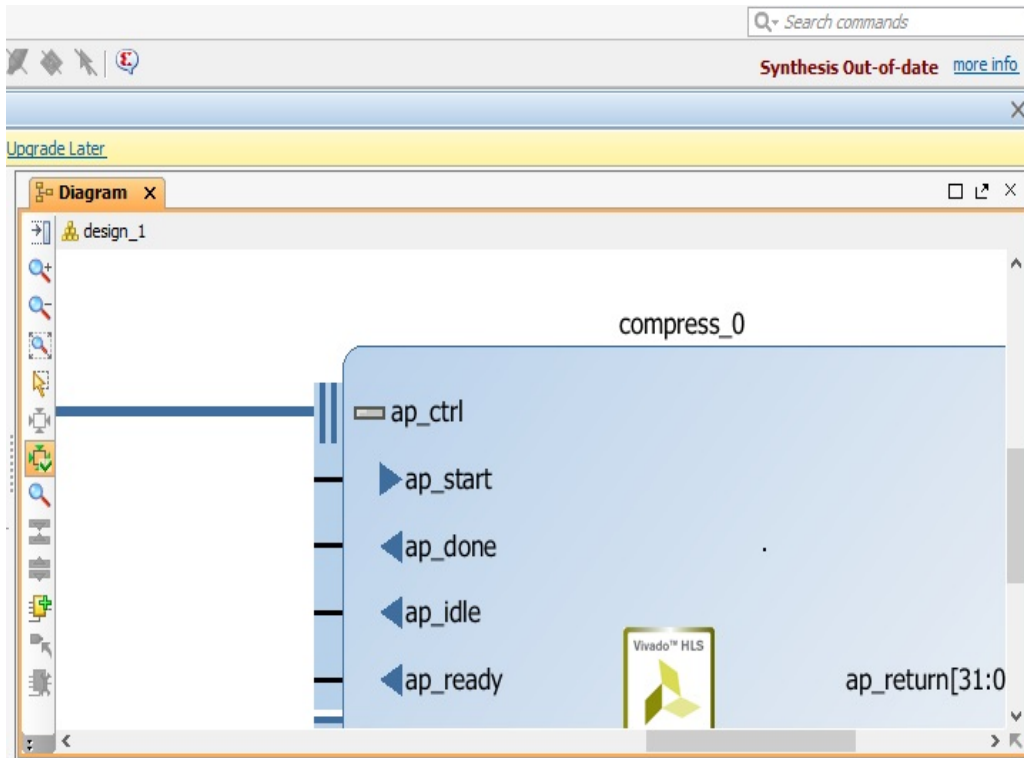 Search commands
Synthesis Out-of-date more info
Upgrade Later
Diagram
design_1
compress_0
ap_ctrl
ap_start
ap_done
ap_idle
Vivado™ HLS
ap_ready
ap_return[31:0